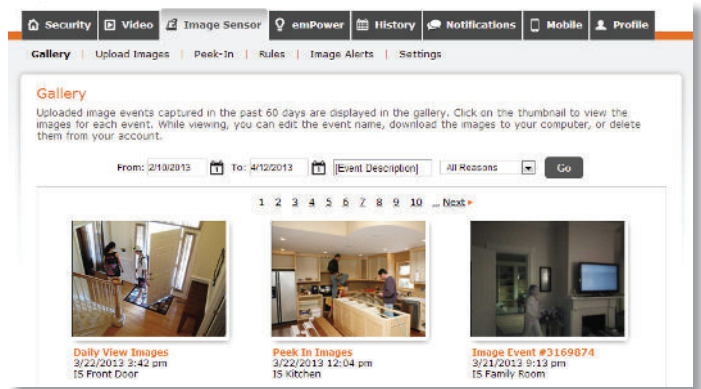 Security Video Image Sensor emPower History Notifications Mobile Profile
Gallery | Upload Images | Peek-In | Rules | Image Alerts | Settings
Gallery
Uploaded image events captured in the past 60 days are displayed in the gallery. Click on the thumbnail to view the
images for each event. While viewing, you can edit the event name, download the images to your computer, or delete
them from your account.
From: 2/10/2013 To: 4/12/2013 [Event Description] All Reasons Go
1 2 3 4 5 6 7 8 9 10 ... Next
Daily View Images
3/22/2013 3:42 pm
IS Front Door
Peek In Images
3/22/2013 12:04 pm
IS Kitchen
Image Event #3169874
3/21/2013 9:13 pm
IS Family Room